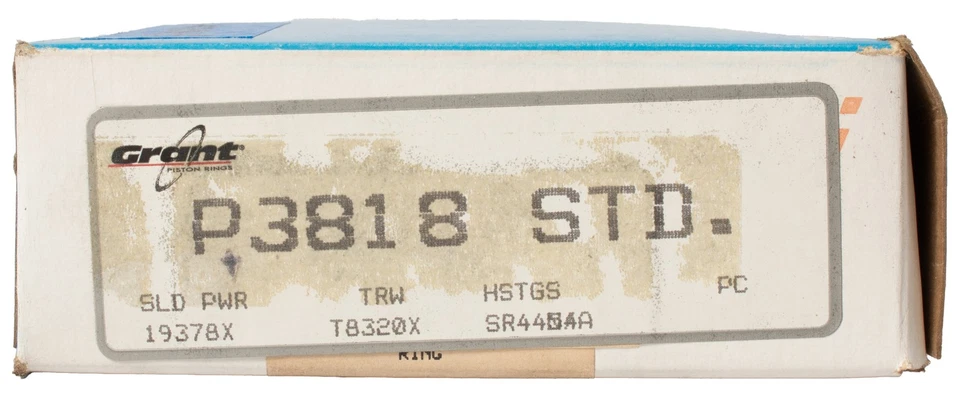 Grant
PISTON RINGS
P3818 STD.
SLD PWR TRW HSTGS PC
19378X T8320X
RING